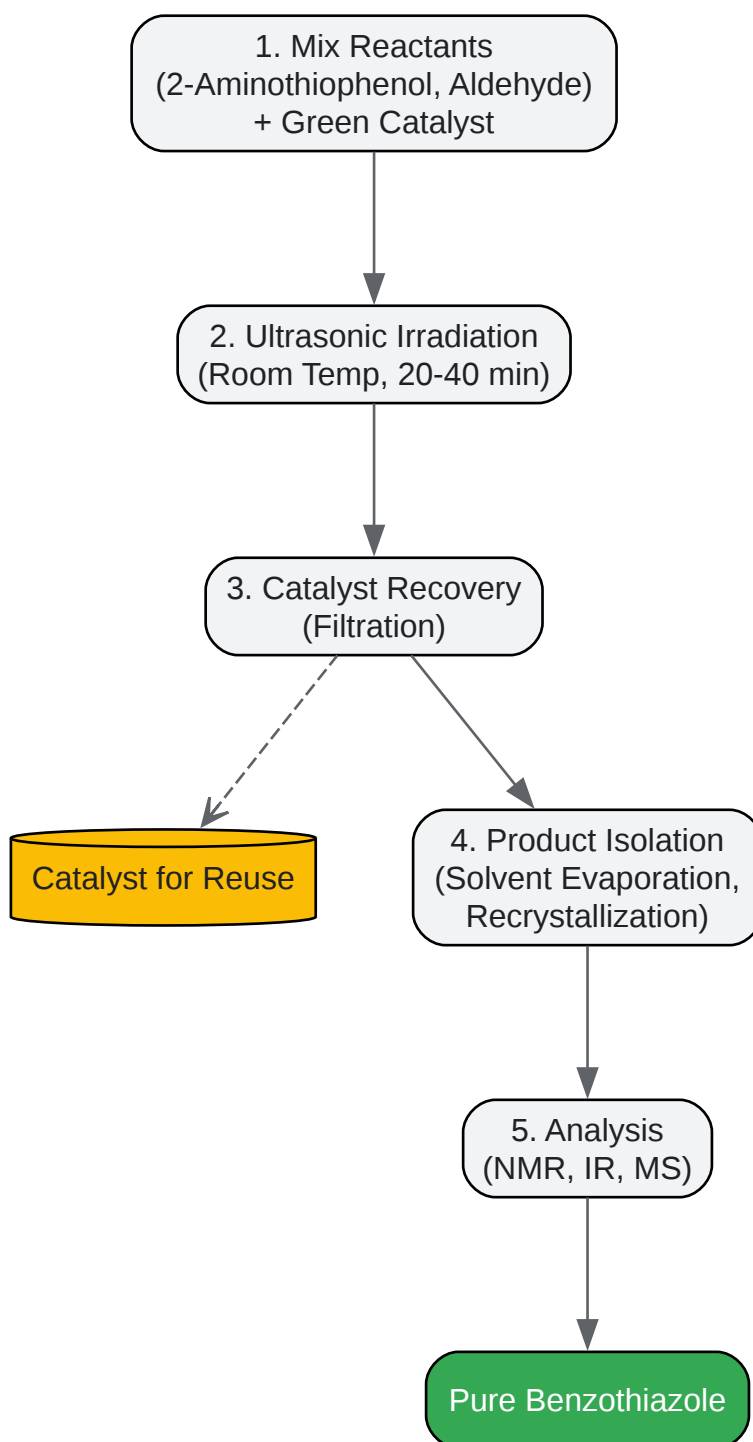 1. Mix Reactants
(2-Aminothiophenol, Aldehyde)
+ Green Catalyst
2. Ultrasonic Irradiation
(Room Temp, 20-40 min)
3. Catalyst Recovery
(Filtration)
Catalyst for Reuse
4. Product Isolation
(Solvent Evaporation,
Recrystallization)
5. Analysis
(NMR, IR, MS)
Pure Benzothiazole